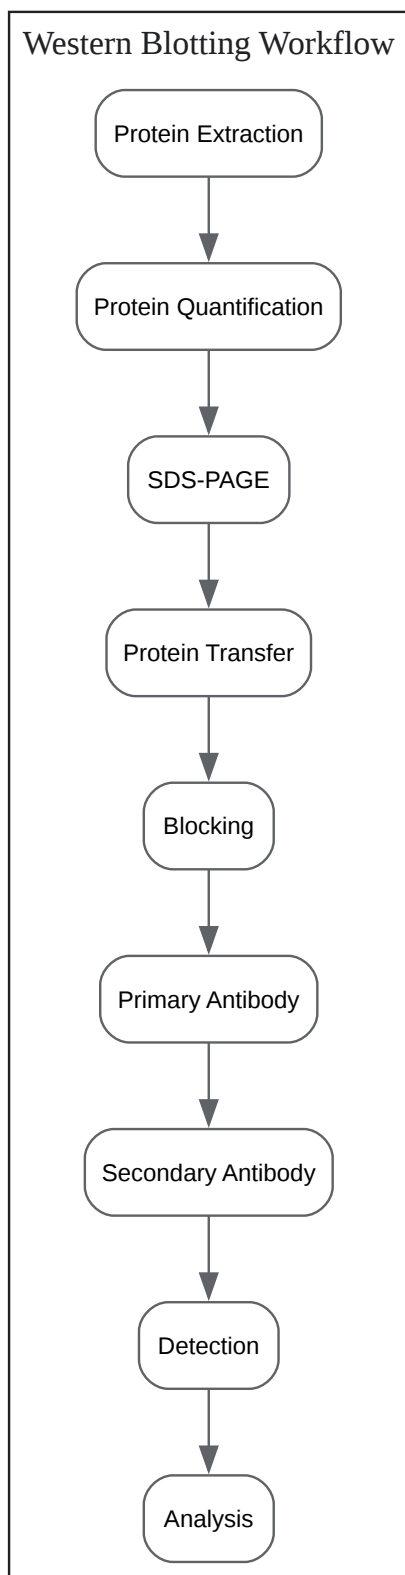 Western Blotting Workflow
Protein Extraction
Protein Quantification
SDS-PAGE
Protein Transfer
Blocking
Primary Antibody
Secondary Antibody
Detection
Analysis